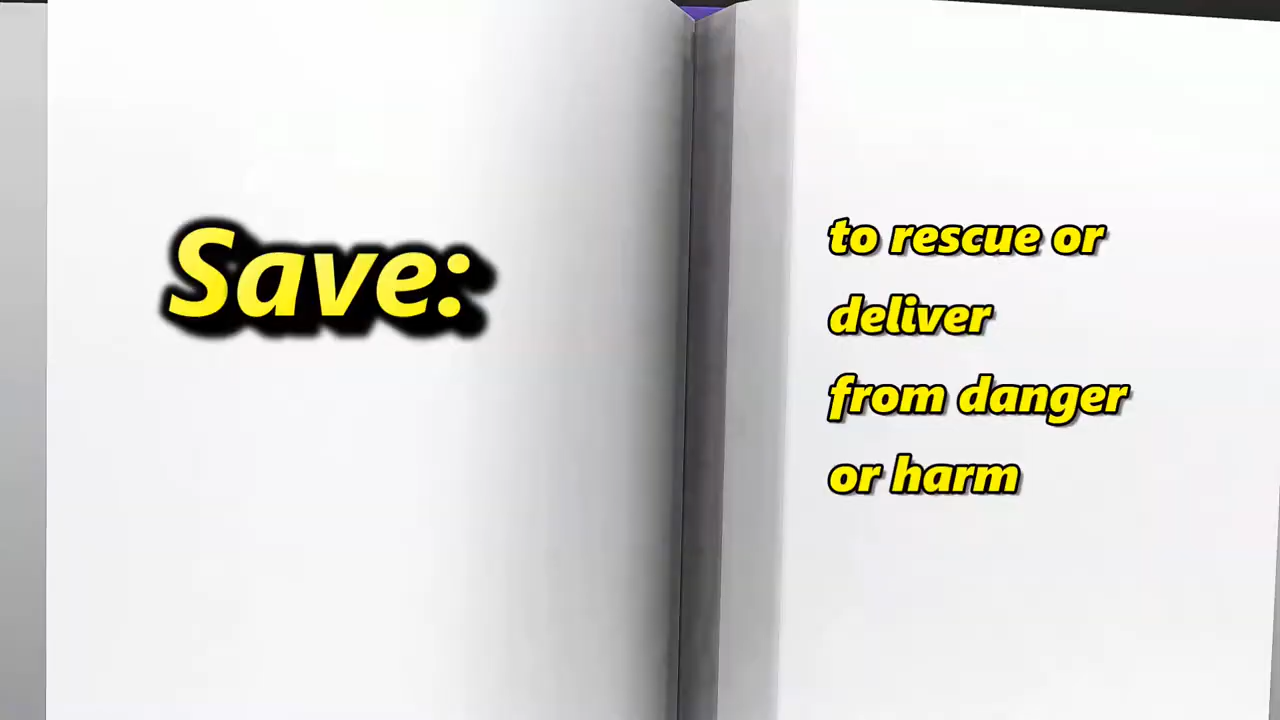 Save:
to rescue or
deliver
from danger
or harm